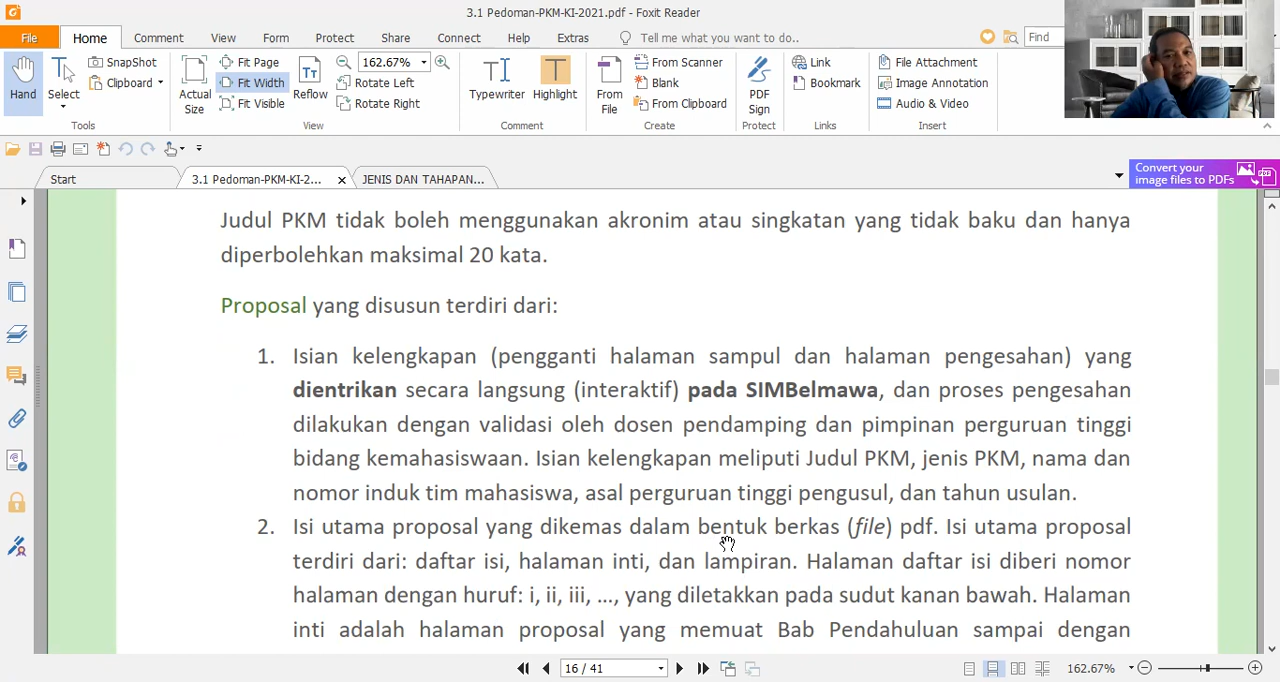 3.1 Pedoman-PKM-KI-2021.pdf - Foxit Reader
File Home Comment View Form Protect Share Connect Help Extras Tell me what you want to do.. Find
Hand
Select
SnapShot
Clipboard
Tools
Actual Size
Fit Page
Fit Width
Fit Visible
Reflow
162.67%
Rotate Left
Rotate Right
View
Typewriter
Highlight
Comment
From File
From Scanner
Blank
From Clipboard
Create
PDF Sign
Protect
Link
Bookmark
Links
File Attachment
Image Annotation
Audio & Video
Insert
Start 3.1 Pedoman-PKM-KI-2... JENIS DAN TAHAPAN...
Convert your
image files to PDFs
Judul PKM tidak boleh menggunakan akronim atau singkatan yang tidak baku dan hanya
diperbolehkan maksimal 20 kata.
Proposal yang disusun terdiri dari:
1. Isian kelengkapan (pengganti halaman sampul dan halaman pengesahan) yang
dientrikan secara langsung (interaktif) pada SIMBelmawa, dan proses pengesahan
dilakukan dengan validasi oleh dosen pendamping dan pimpinan perguruan tinggi
bidang kemahasiswaan. Isian kelengkapan meliputi Judul PKM, jenis PKM, nama dan
nomor induk tim mahasiswa, asal perguruan tinggi pengusul, dan tahun usulan.
2. Isi utama proposal yang dikemas dalam bentuk berkas (file) pdf. Isi utama proposal
terdiri dari: daftar isi, halaman inti, dan lampiran. Halaman daftar isi diberi nomor
halaman dengan huruf: i, ii, iii, ..., yang diletakkan pada sudut kanan bawah. Halaman
inti adalah halaman proposal yang memuat Bab Pendahuluan sampai dengan
16 / 41 162.67%